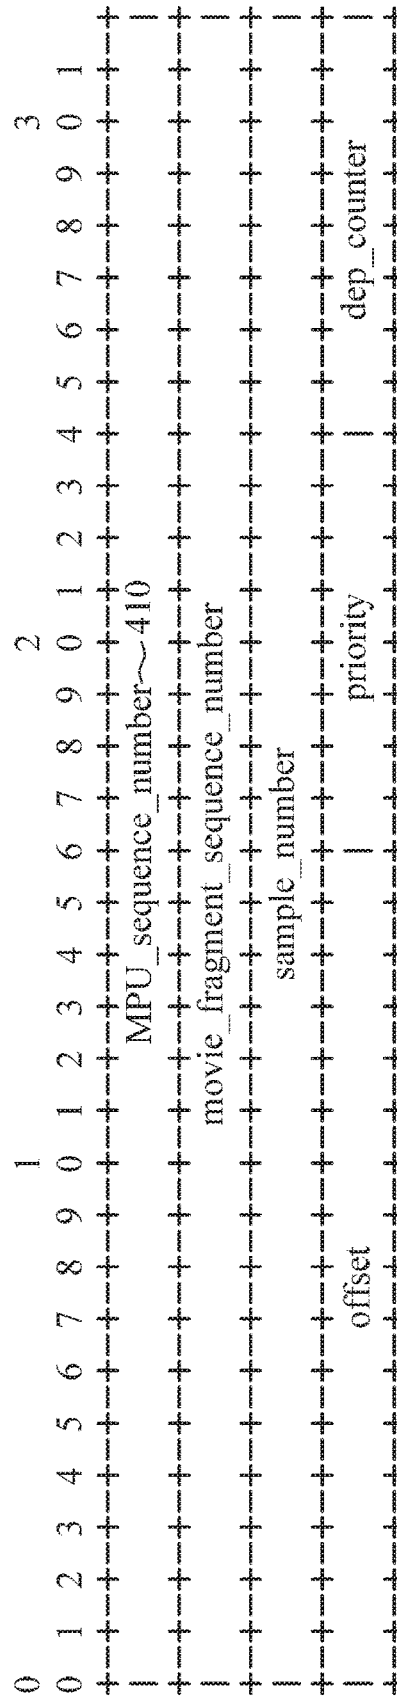 0 1 2 3
0 1 2 3 4 5 6 7 8 9 0 1 2 3 4 5 6 7 8 9 0 1 2 3 4 5 6 7 8 9 0 1
+--+--+--+--+--+--+--+--+--+--+--+--+--+--+--+--+--+--+--+--+--+--+--+--+--+--+--+--+--+--+--+--+
| MPU_sequence_number~410 |
+--+--+--+--+--+--+--+--+--+--+--+--+--+--+--+--+--+--+--+--+--+--+--+--+--+--+--+--+--+--+--+--+
| movie_fragment_sequence_number |
+--+--+--+--+--+--+--+--+--+--+--+--+--+--+--+--+--+--+--+--+--+--+--+--+--+--+--+--+--+--+--+--+
| sample_number |
+--+--+--+--+--+--+--+--+--+--+--+--+--+--+--+--+--+--+--+--+--+--+--+--+--+--+--+--+--+--+--+--+
| offset | priority | dep_counter |
+--+--+--+--+--+--+--+--+--+--+--+--+--+--+--+--+--+--+--+--+--+--+--+--+--+--+--+--+--+--+--+--+